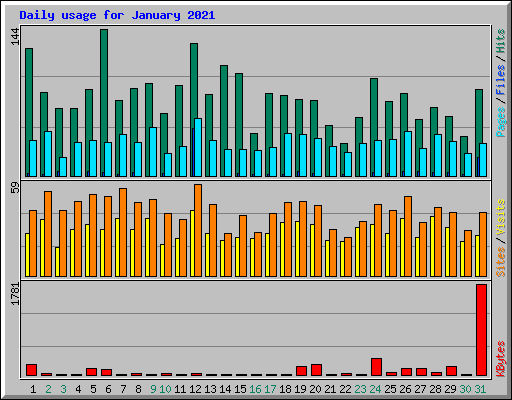 Daily usage for January 2021
144
Pages / Files / Hits
59
Sites / Visits
1781
KBytes
1 2 3 4 5 6 7 8 9 10 11 12 13 14 15 16 17 18 19 20 21 22 23 24 25 26 27 28 29 30 31